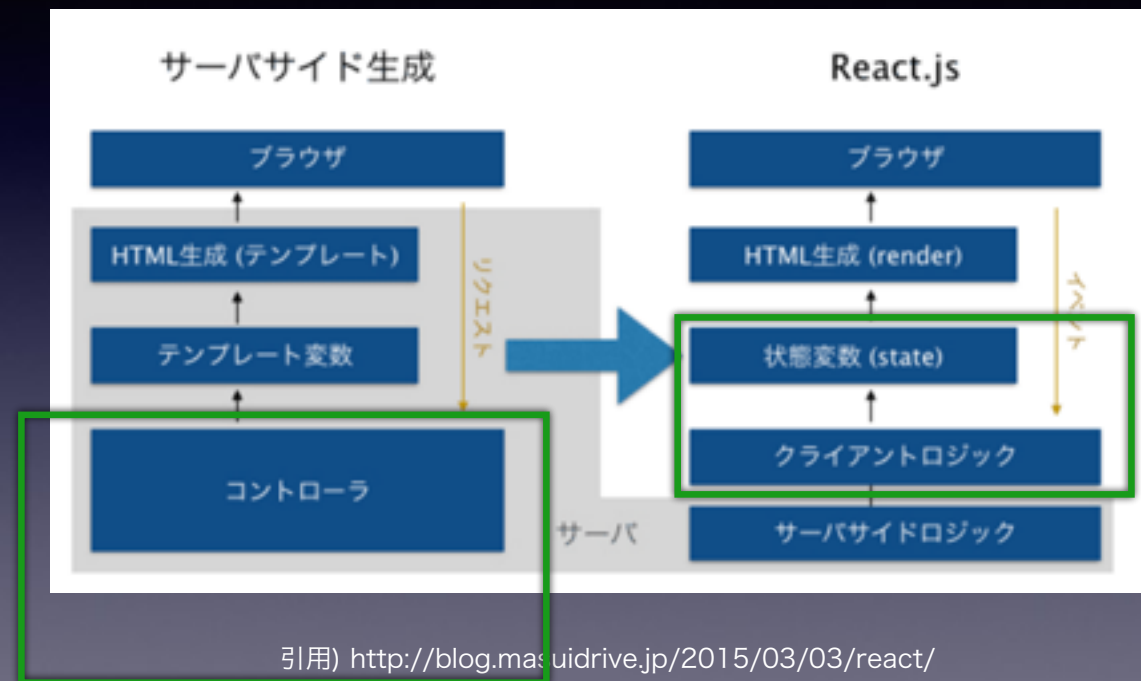 サーバサイド生成
React.js
ブラウザ
HTML生成 (テンプレート)
テンプレート変数
コントローラ
リクエスト
サーバ
ブラウザ
HTML生成 (render)
状態変数 (state)
クライアントロジック
サーバサイドロジック
イベント
引用) http://blog.masuidrive.jp/2015/03/03/react/